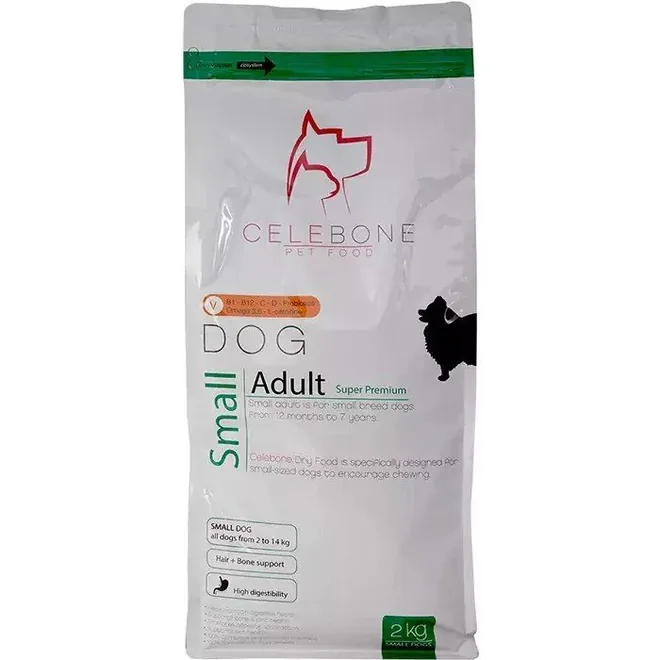 zipsystem
CELEBONE
PET FOOD
V
B1 - B12 - C - D - Probiotics
Omega 3,6 - L-carnitine
DOG
Small
Adult Super Premium
Small adult is for small breed dogs.
From 12 months to 7 years.
Celebone Dry Food is specifically designed for
small-sized dogs to encourage chewing.
SMALL DOG
all dogs from 2 to 14 kg
Hair + Bone support
High digestibility
2 kg
SMALL DOGS